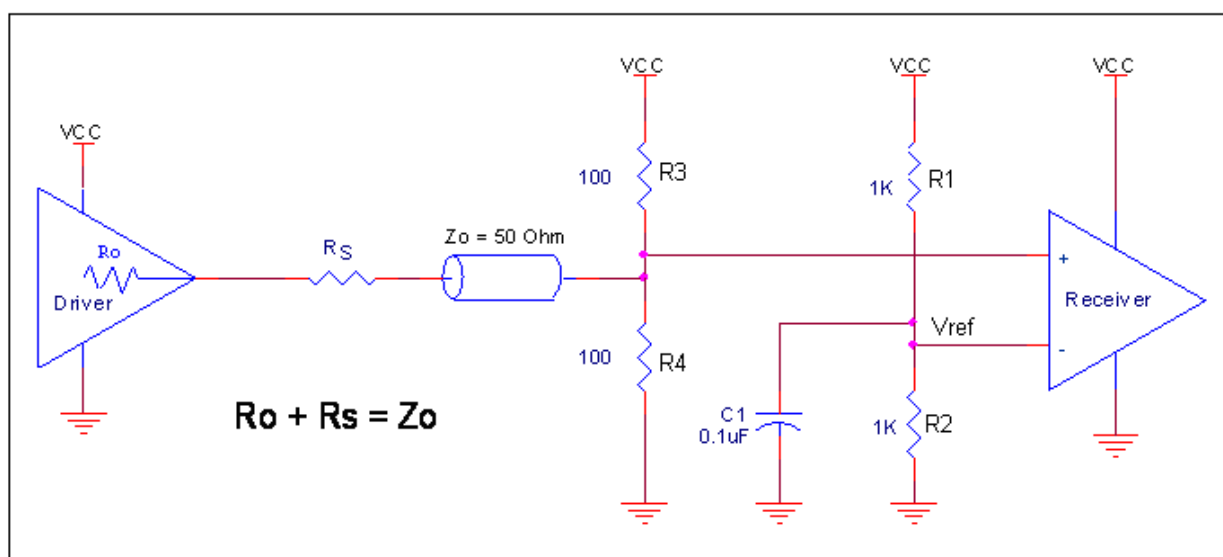 VCC
VCC
VCC
VCC
100
R3
1K
R1
Ro
Driver
RS
Zo = 50 Ohm
+
Receiver
Vref
-
100
R4
C1
0.1uF
1K
R2
Ro + Rs = Zo